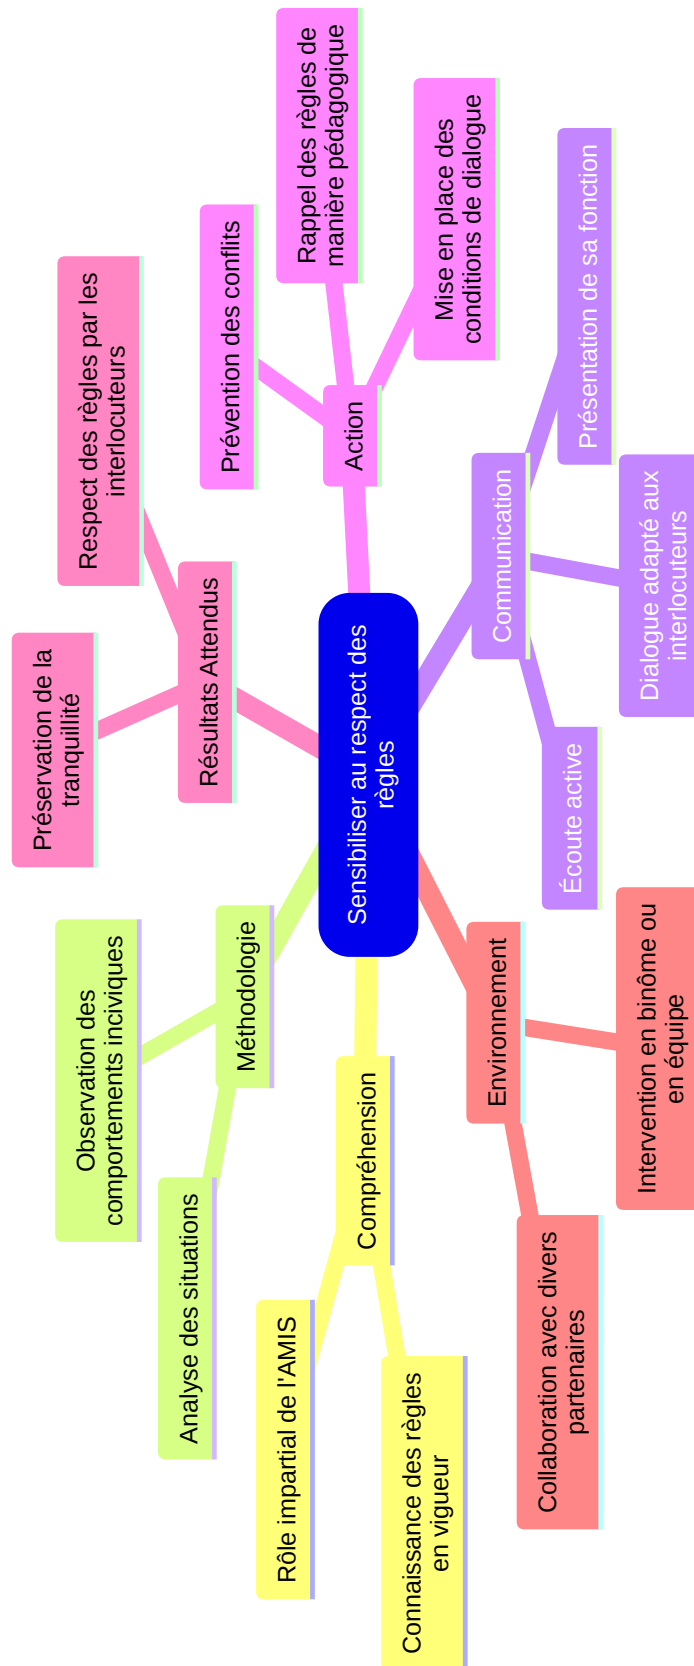 Sensibiliser au respect des
règles
Compréhension
Rôle impartial de l'AMIS
Connaissance des règles
en vigueur
Méthodologie
Observation des
comportements inciviques
Analyse des situations
Résultats Attendus
Préservation de la
tranquillité
Respect des règles par les
interlocuteurs
Action
Prévention des conflits
Rappel des règles de
manière pédagogique
Mise en place des
conditions de dialogue
Communication
Présentation de sa fonction
Dialogue adapté aux
interlocuteurs
Écoute active
Environnement
Intervention en binôme ou
en équipe
Collaboration avec divers
partenaires